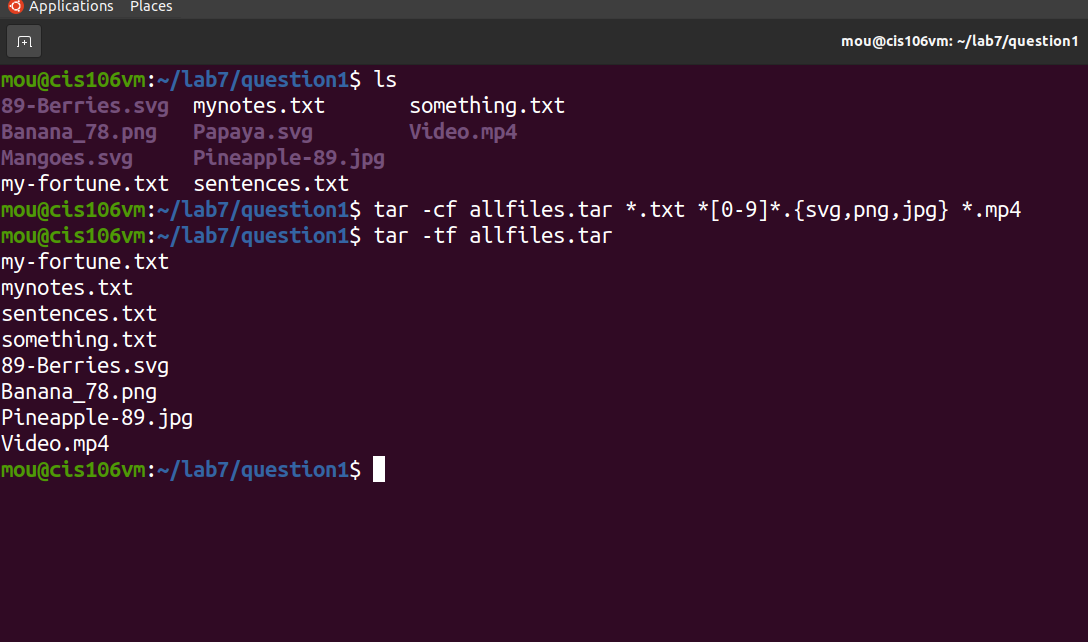 Applications Places
mou@cis106vm: ~/lab7/question1
mou@cis106vm:~/lab7/question1$ ls
89-Berries.svg mynotes.txt something.txt
Banana_78.png Papaya.svg Video.mp4
Mangoes.svg Pineapple-89.jpg
my-fortune.txt sentences.txt
mou@cis106vm:~/lab7/question1$ tar -cf allfiles.tar *.txt *[0-9]*.{svg,png,jpg} *.mp4
mou@cis106vm:~/lab7/question1$ tar -tf allfiles.tar
my-fortune.txt
mynotes.txt
sentences.txt
something.txt
89-Berries.svg
Banana_78.png
Pineapple-89.jpg
Video.mp4
mou@cis106vm:~/lab7/question1$